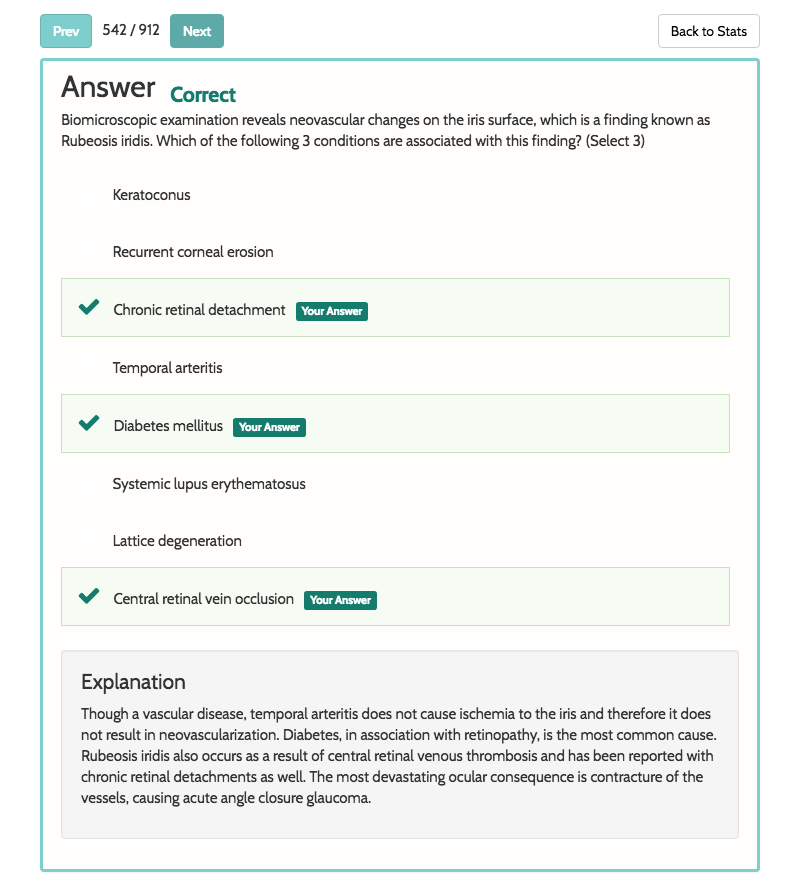 Prev 542 / 912 Next Back to Stats
Answer Correct
Biomicroscopic examination reveals neovascular changes on the iris surface, which is a finding known as
Rubeosis iridis. Which of the following 3 conditions are associated with this finding? (Select 3)
Keratoconus
Recurrent corneal erosion
Chronic retinal detachment Your Answer
Temporal arteritis
Diabetes mellitus Your Answer
Systemic lupus erythematosus
Lattice degeneration
Central retinal vein occlusion Your Answer
Explanation
Though a vascular disease, temporal arteritis does not cause ischemia to the iris and therefore it does
not result in neovascularization. Diabetes, in association with retinopathy, is the most common cause.
Rubeosis iridis also occurs as a result of central retinal venous thrombosis and has been reported with
chronic retinal detachments as well. The most devastating ocular consequence is contracture of the
vessels, causing acute angle closure glaucoma.